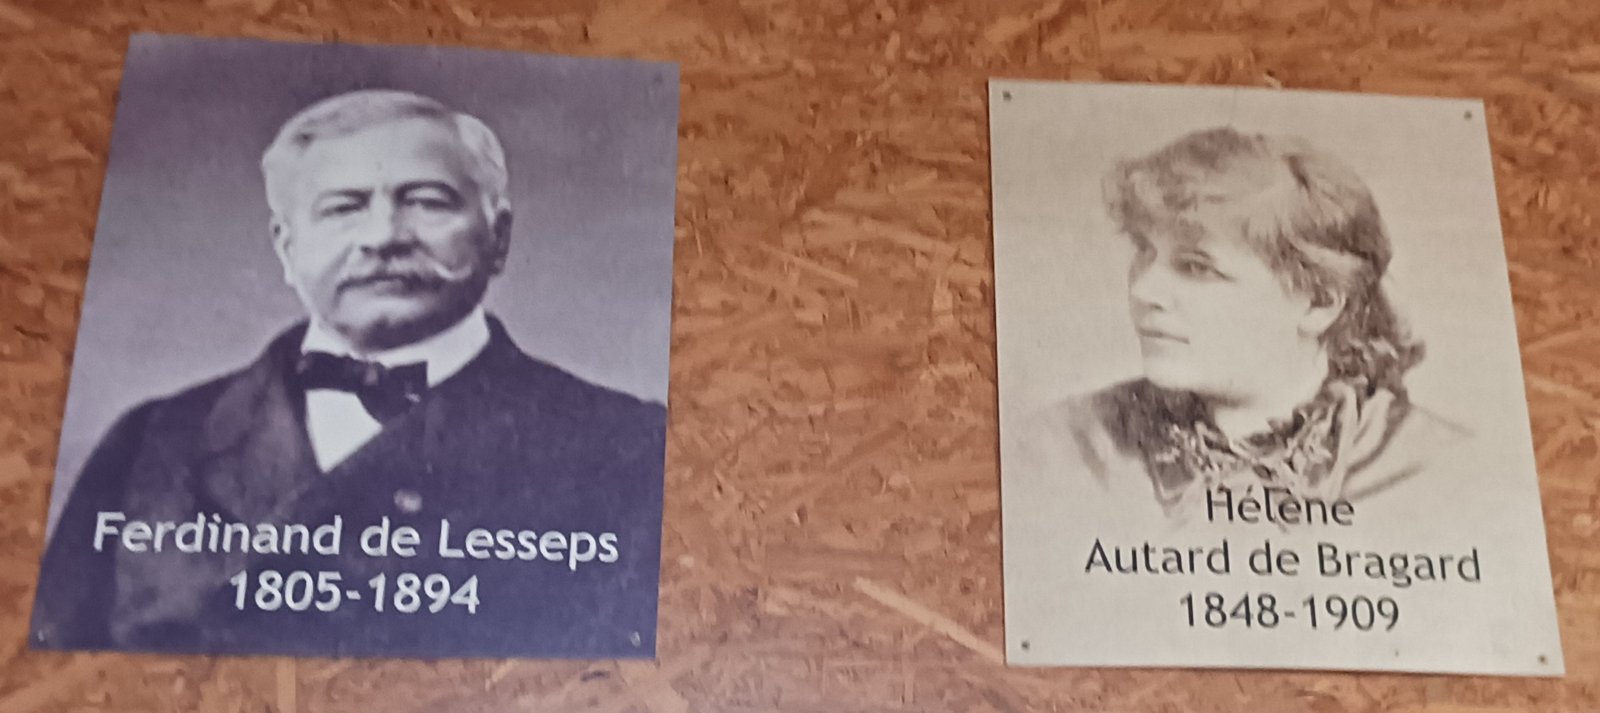 Ferdinand de Lesseps
1805-1894
Hélène
Autard de Bragard
1848-1909